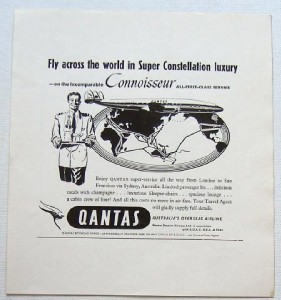 Fly across the world in Super Constellation luxury
—on the Incomparable Connoisseur ALL-FIRST-CLASS SERVICE
QANTAS
Enjoy QANTAS super-service all the way from London to San
Francisco via Sydney, Australia. Limited passenger list . . . delicious
meals with champagne . . . luxurious Sleeper-chairs . . . spacious lounge . . .
a cabin crew of four! And all this costs no more in air fare. Your Travel Agent
will gladly supply full details.
QANTAS
AUSTRALIA'S OVERSEAS AIRLINE